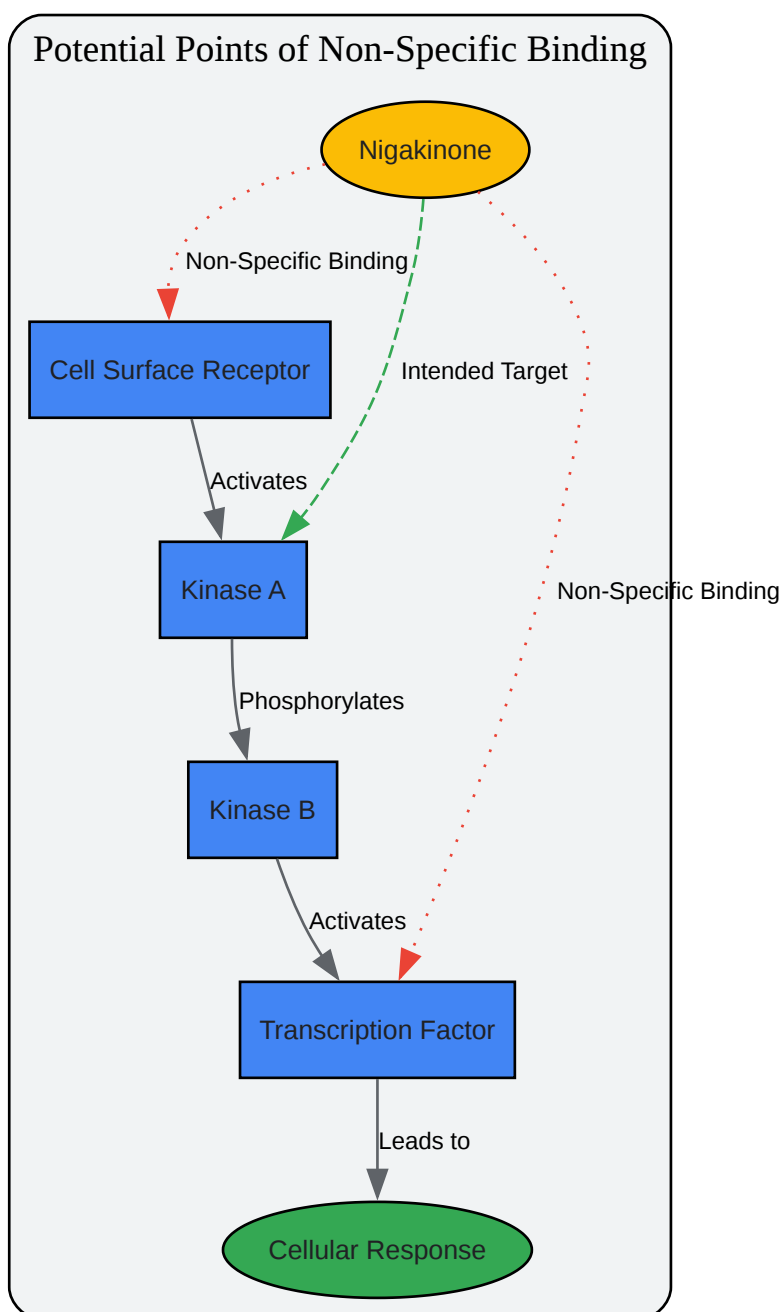 Potential Points of Non-Specific Binding
Nigakinone
Non-Specific Binding
Cell Surface Receptor
Intended Target
Activates
Kinase A
Non-Specific Binding
Phosphorylates
Kinase B
Activates
Transcription Factor
Leads to
Cellular Response